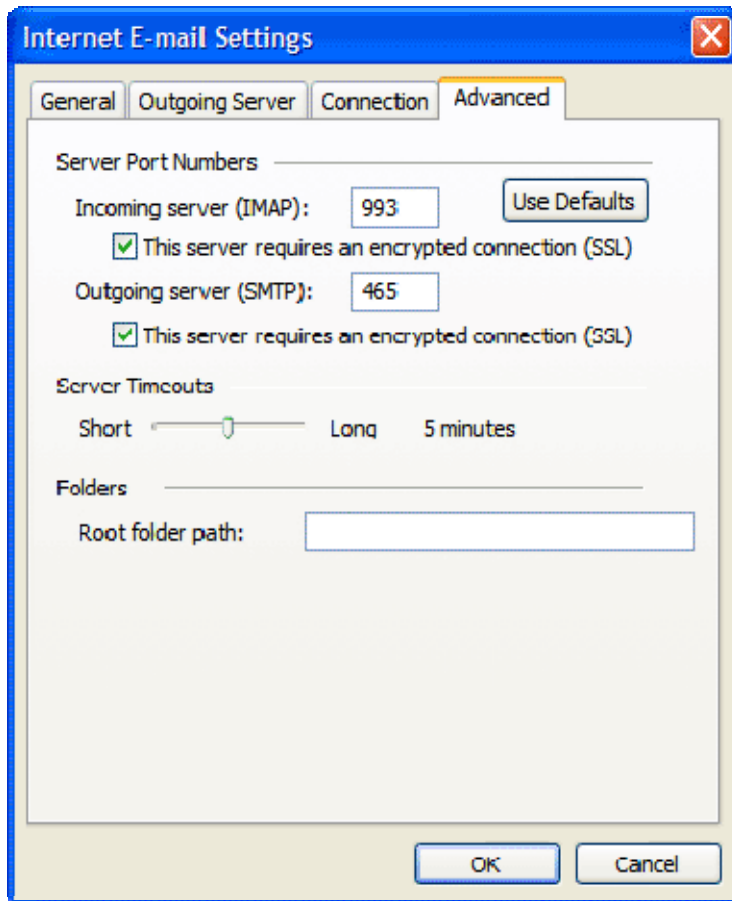 Internet E-mail Settings
General Outgoing Server Connection Advanced
Server Port Numbers
Incoming server (IMAP): 993 Use Defaults
This server requires an encrypted connection (SSL)
Outgoing server (SMTP): 465
This server requires an encrypted connection (SSL)
Server Timeouts
Short Long 5 minutes
Folders
Root folder path:
OK Cancel